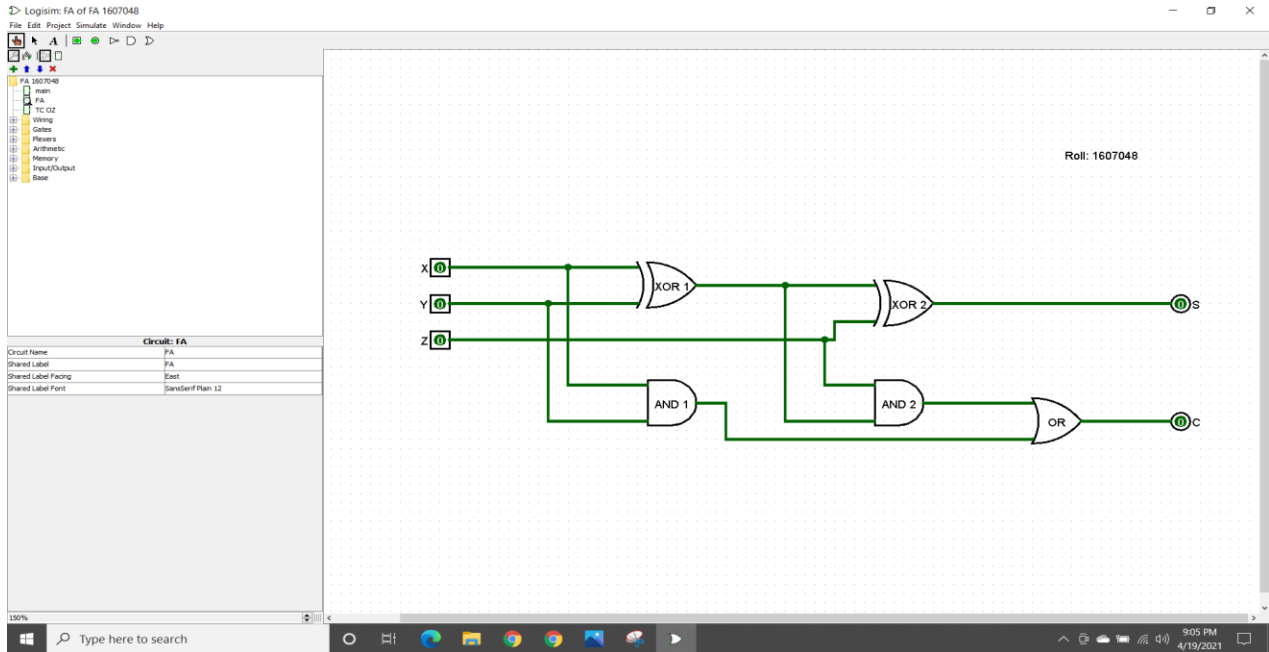 Logisim: FA of FA 1607048
File Edit Project Simulate Window Help
A
FA 1607048
main
FA
TC OZ
Wiring
Gates
Plexers
Arithmetic
Memory
Input/Output
Base
Circuit: FA
Circuit Name FA
Shared Label FA
Shared Label Facing East
Shared Label Font SansSerif Plain 12
150%
Roll: 1607048
X 0
XOR 1
Y 0
XOR 2
0 S
Z 0
AND 1
AND 2
OR
0 C
Type here to search
9:05 PM
4/19/2021